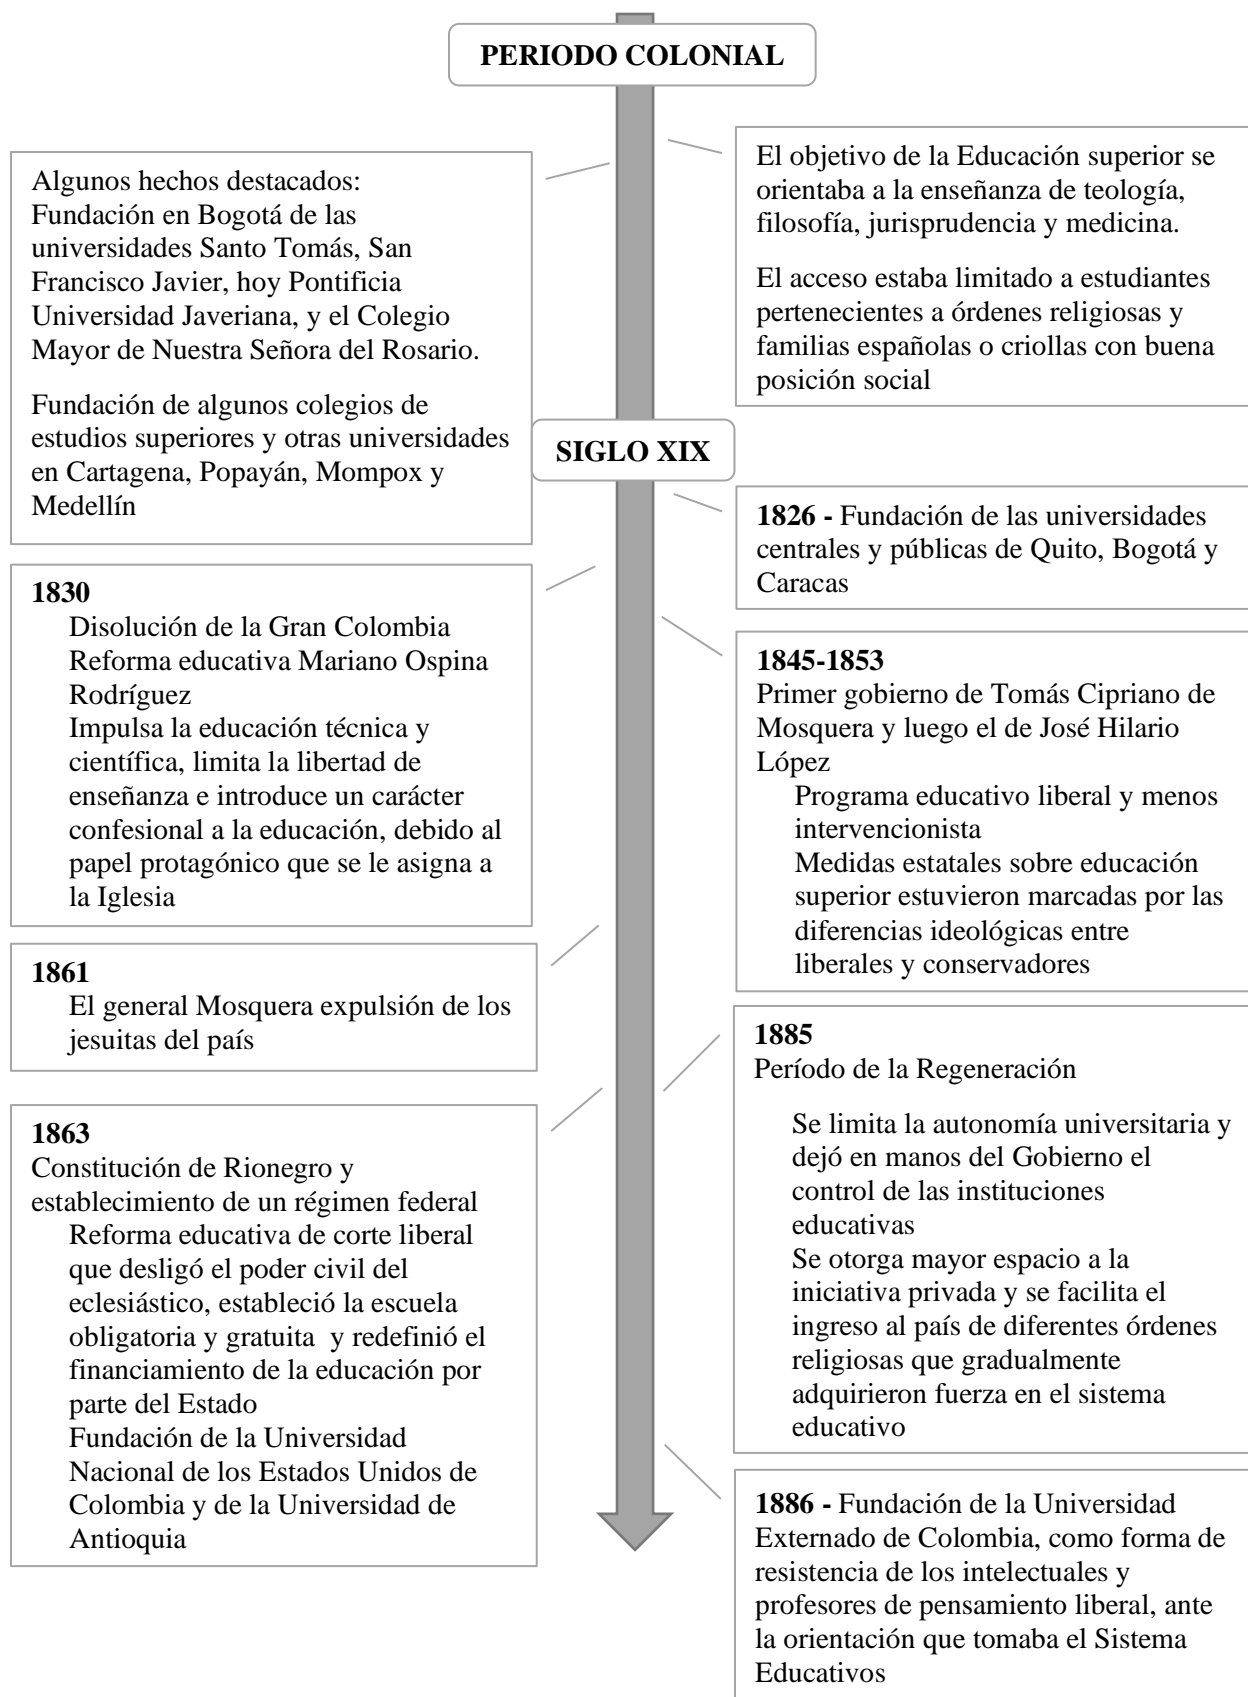 PERIODO COLONIAL
Algunos hechos destacados:
Fundación en Bogotá de las
universidades Santo Tomás, San
Francisco Javier, hoy Pontificia
Universidad Javeriana, y el Colegio
Mayor de Nuestra Señora del Rosario.
Fundación de algunos colegios de
estudios superiores y otras universidades
en Cartagena, Popayán, Mompox y
Medellín
El objetivo de la Educación superior se
orientaba a la enseñanza de teología,
filosofía, jurisprudencia y medicina.
El acceso estaba limitado a estudiantes
pertenecientes a órdenes religiosas y
familias españolas o criollas con buena
posición social
SIGLO XIX
1826 - Fundación de las universidades
centrales y públicas de Quito, Bogotá y
Caracas
1830
Disolución de la Gran Colombia
Reforma educativa Mariano Ospina
Rodríguez
Impulsa la educación técnica y
científica, limita la libertad de
enseñanza e introduce un carácter
confesional a la educación, debido al
papel protagónico que se le asigna a
la Iglesia
1845-1853
Primer gobierno de Tomás Cipriano de
Mosquera y luego el de José Hilario
López
Programa educativo liberal y menos
intervencionista
Medidas estatales sobre educación
superior estuvieron marcadas por las
diferencias ideológicas entre
liberales y conservadores
1861
El general Mosquera expulsión de los
jesuitas del país
1863
Constitución de Rionegro y
establecimiento de un régimen federal
Reforma educativa de corte liberal
que desligó el poder civil del
eclesiástico, estableció la escuela
obligatoria y gratuita  y redefinió el
financiamiento de la educación por
parte del Estado
Fundación de la Universidad
Nacional de los Estados Unidos de
Colombia y de la Universidad de
Antioquia
1885
Período de la Regeneración
Se limita la autonomía universitaria y
dejó en manos del Gobierno el
control de las instituciones
educativas
Se otorga mayor espacio a la
iniciativa privada y se facilita el
ingreso al país de diferentes órdenes
religiosas que gradualmente
adquirieron fuerza en el sistema
educativo
1886 - Fundación de la Universidad
Externado de Colombia, como forma de
resistencia de los intelectuales y
profesores de pensamiento liberal, ante
la orientación que tomaba el Sistema
Educativos